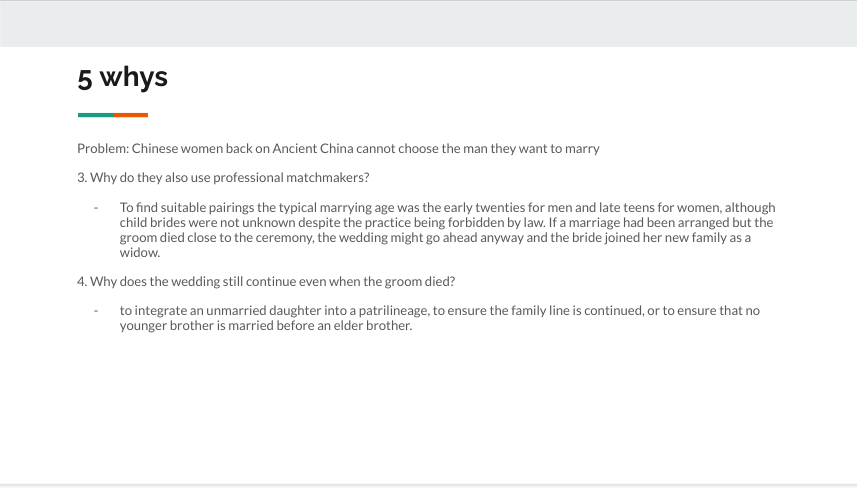 5 whys
Problem: Chinese women back on Ancient China cannot choose the man they want to marry
3. Why do they also use professional matchmakers?
- To find suitable pairings the typical marrying age was the early twenties for men and late teens for women, although
child brides were not unknown despite the practice being forbidden by law. If a marriage had been arranged but the
groom died close to the ceremony, the wedding might go ahead anyway and the bride joined her new family as a
widow.
4. Why does the wedding still continue even when the groom died?
- to integrate an unmarried daughter into a patrilineage, to ensure the family line is continued, or to ensure that no
younger brother is married before an elder brother.